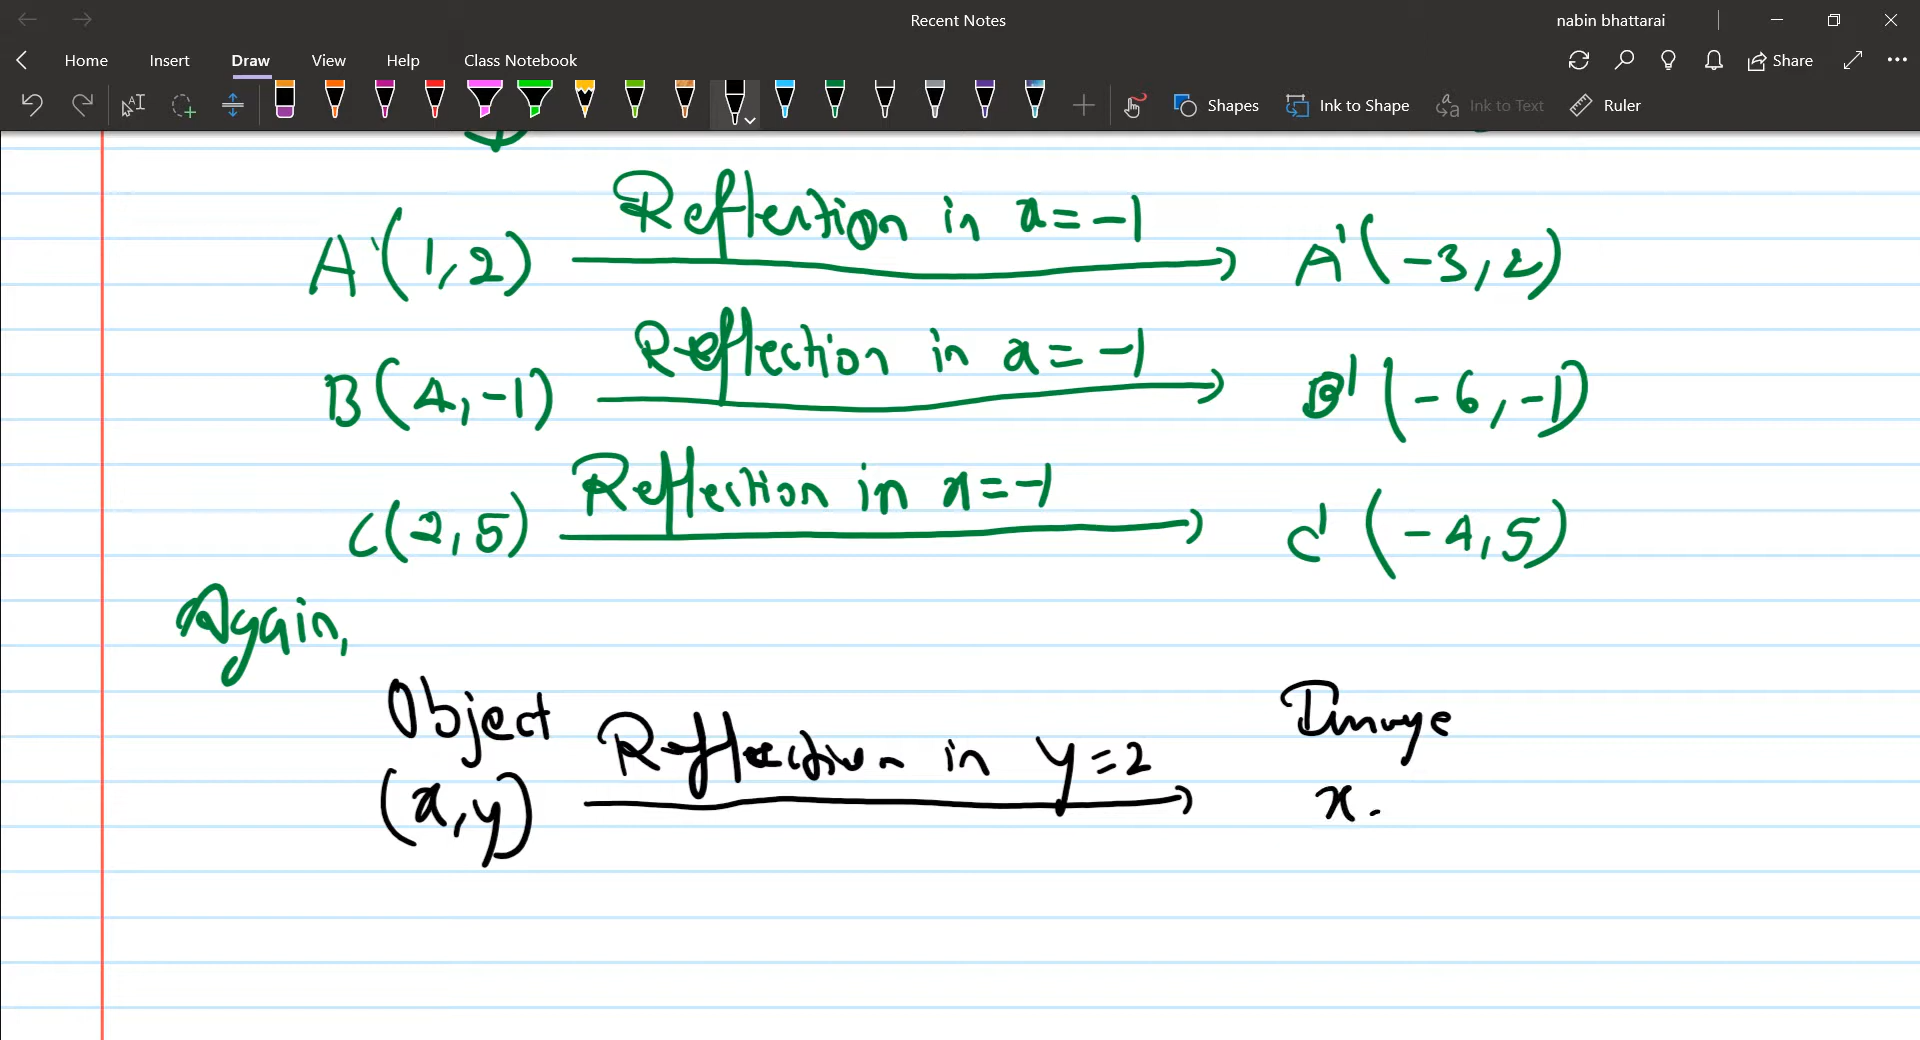 Recent Notes
nabin bhattarai
Home Insert Draw View Help Class Notebook
Share
Shapes Ink to Shape Ink to Text Ruler
A'(1,2) Reflection in x=-1 A'(-3,2)
B(4,-1) Reflection in x=-1 B'(-6,-1)
C(2,5) Reflection in x=-1 C'(-4,5)
Again,
Object Image
(x,y) Reflection in y=2 x.